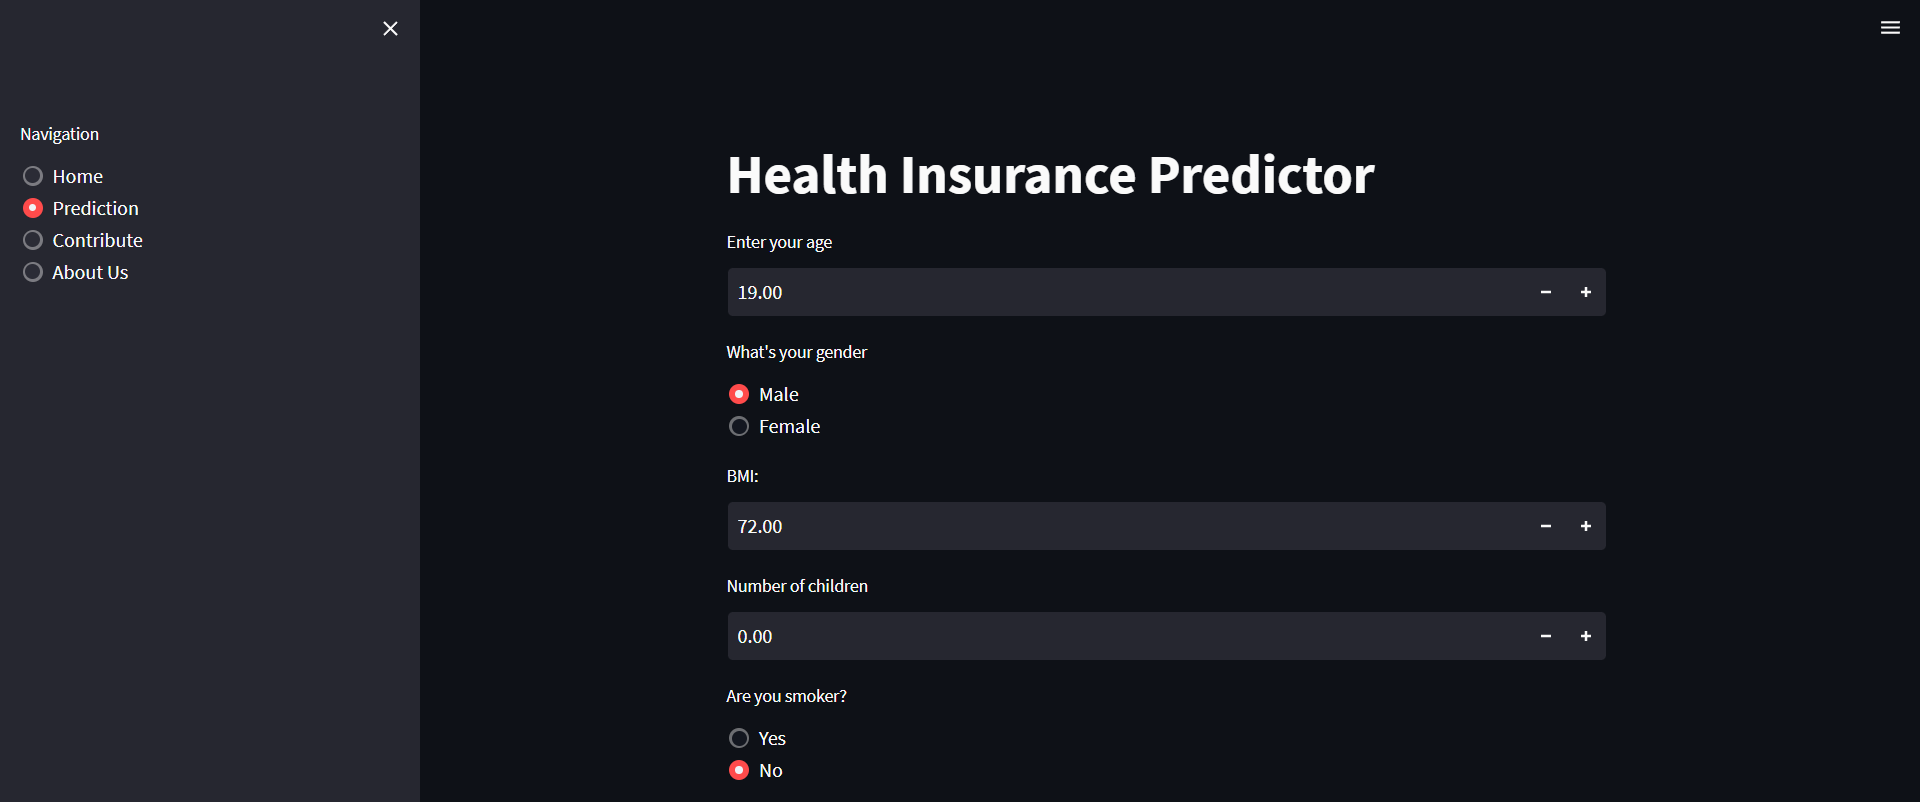 Navigation
Home
Prediction
Contribute
About Us
Health Insurance Predictor
Enter your age
19.00
What's your gender
Male
Female
BMI:
72.00
Number of children
0.00
Are you smoker?
Yes
No